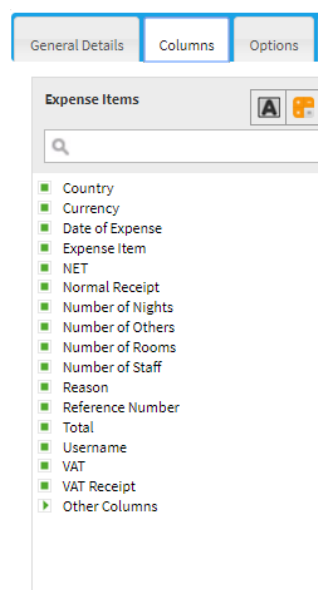 General Details Columns Options
Expense Items A
Country
Currency
Date of Expense
Expense Item
NET
Normal Receipt
Number of Nights
Number of Others
Number of Rooms
Number of Staff
Reason
Reference Number
Total
Username
VAT
VAT Receipt
Other Columns